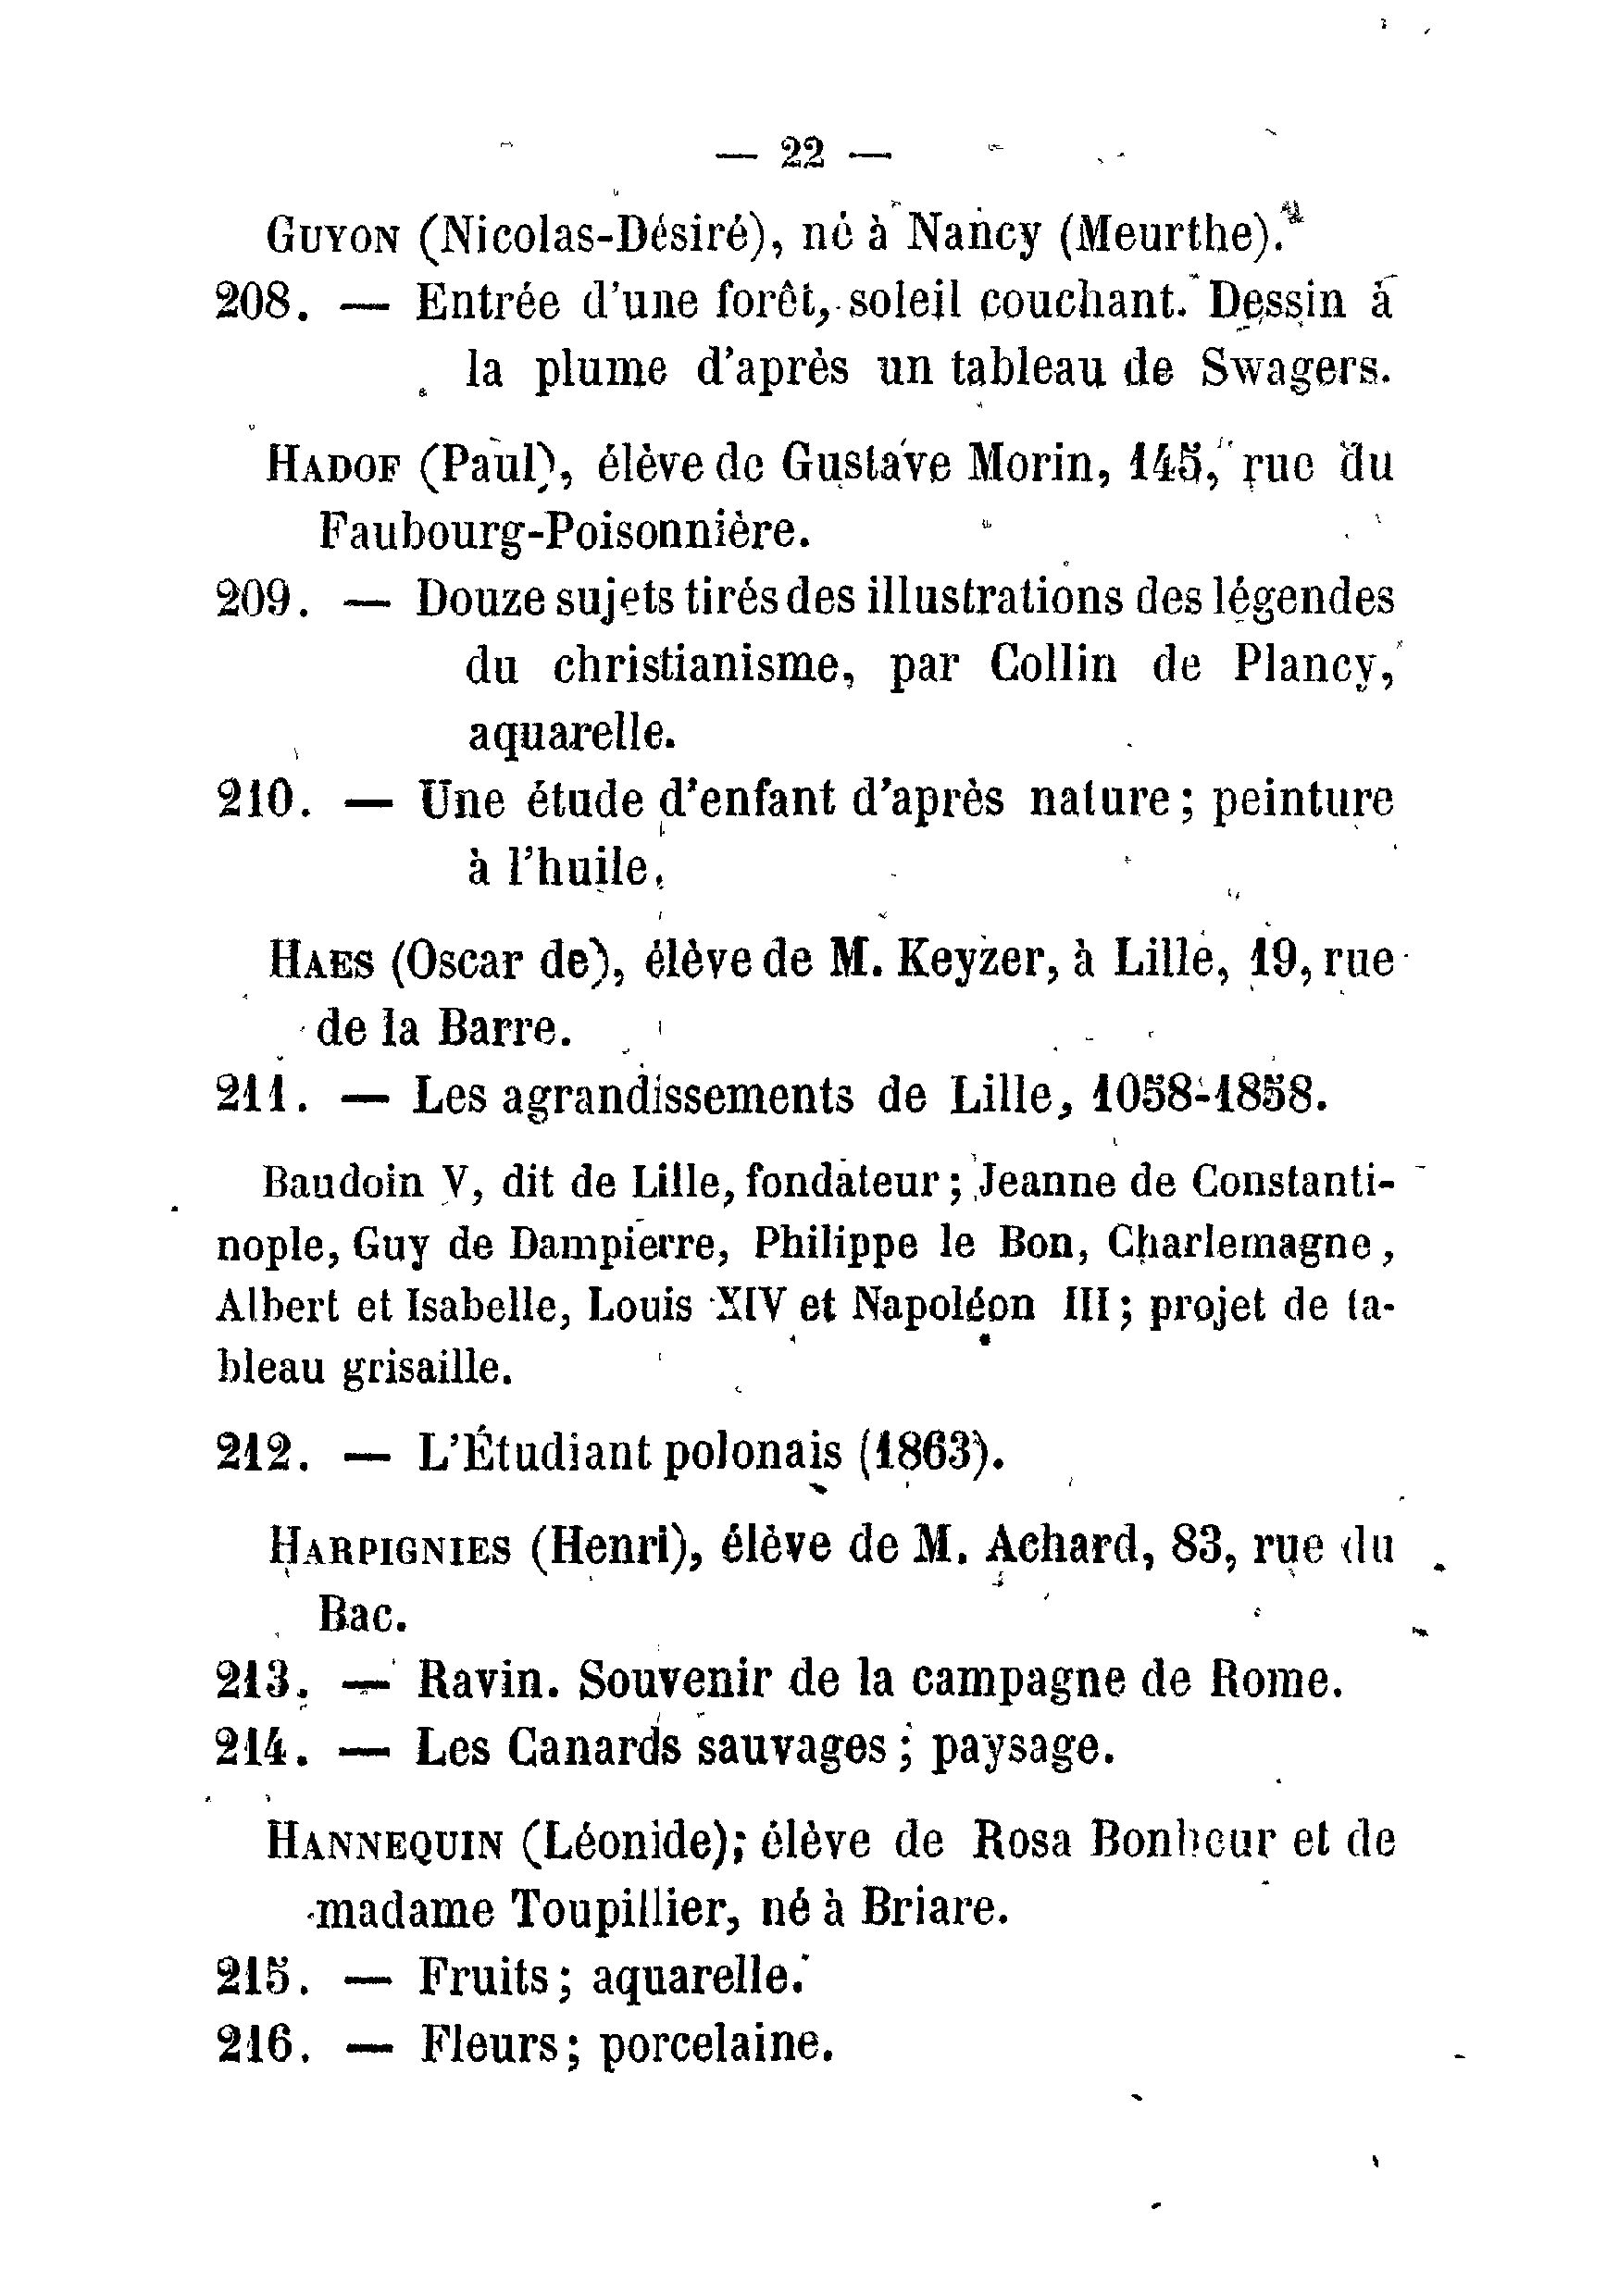 — 22 —
GUYON (Nicolas-Désiré), né à Nancy (Meurthe).
208. — Entrée d'une forêt, soleil couchant. Dessin à
la plume d'après un tableau de Swagers.
HADOF (Paul), élève de Gustave Morin, 145, rue du
Faubourg-Poisonnière.
209. — Douze sujets tirés des illustrations des légendes
du christianisme, par Collin de Plancy,
aquarelle.
210. — Une étude d'enfant d'après nature ; peinture
à l'huile.
HAES (Oscar de), élève de M. Keyzer, à Lille, 19, rue
de la Barre.
211. — Les agrandissements de Lille, 1058-1858.
Baudoin V, dit de Lille, fondateur ; Jeanne de Constanti-
nople, Guy de Dampierre, Philippe le Bon, Charlemagne,
Albert et Isabelle, Louis XIV et Napoléon III ; projet de ta-
bleau grisaille.
212. — L'Étudiant polonais (1863).
HARPIGNIES (Henri), élève de M. Achard, 83, rue du
Bac.
213. — Ravin. Souvenir de la campagne de Rome.
214. — Les Canards sauvages ; paysage.
HANNEQUIN (Léonide); élève de Rosa Bonheur et de
madame Toupillier, né à Briare.
215. — Fruits ; aquarelle.
216. — Fleurs ; porcelaine.